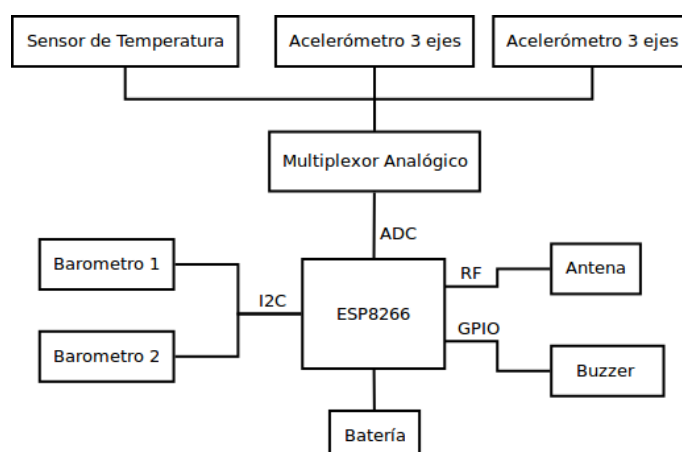 Sensor de Temperatura
Acelerómetro 3 ejes
Acelerómetro 3 ejes
Multiplexor Analógico
ADC
Barometro 1
RF
Antena
I2C
ESP8266
GPIO
Barometro 2
Buzzer
Batería